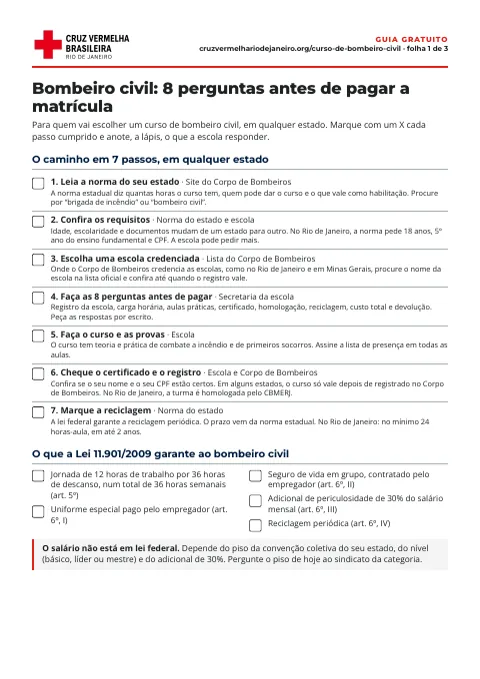 CRUZ VERMELHA
BRASILEIRA
RIO DE JANEIRO
GUIA GRATUITO
cruzvermelhariodejaneiro.org/curso-de-bombeiro-civil · folha 1 de 3
Bombeiro civil: 8 perguntas antes de pagar a
matrícula
Para quem vai escolher um curso de bombeiro civil, em qualquer estado. Marque com um X cada
passo cumprido e anote, a lápis, o que a escola responder.
O caminho em 7 passos, em qualquer estado
1. Leia a norma do seu estado · Site do Corpo de Bombeiros
A norma estadual diz quantas horas o curso tem, quem pode dar o curso e o que vale como habilitação. Procure
por “brigada de incêndio” ou “bombeiro civil”.
2. Confira os requisitos · Norma do estado e escola
Idade, escolaridade e documentos mudam de um estado para outro. No Rio de Janeiro, a norma pede 18 anos, 5º
ano do ensino fundamental e CPF. A escola pode pedir mais.
3. Escolha uma escola credenciada · Lista do Corpo de Bombeiros
Onde o Corpo de Bombeiros credencia as escolas, como no Rio de Janeiro e em Minas Gerais, procure o nome da
escola na lista oficial e confira até quando o registro vale.
4. Faça as 8 perguntas antes de pagar · Secretaria da escola
Registro da escola, carga horária, aulas práticas, certificado, homologação, reciclagem, custo total e devolução.
Peça as respostas por escrito.
5. Faça o curso e as provas · Escola
O curso tem teoria e prática de combate a incêndio e de primeiros socorros. Assine a lista de presença em todas as
aulas.
6. Cheque o certificado e o registro · Escola e Corpo de Bombeiros
Confira se o seu nome e o seu CPF estão certos. Em alguns estados, o curso só vale depois de registrado no Corpo
de Bombeiros. No Rio de Janeiro, a turma é homologada pelo CBMERJ.
7. Marque a reciclagem · Norma do estado
A lei federal garante a reciclagem periódica. O prazo vem da norma estadual. No Rio de Janeiro: no mínimo 24
horas-aula, em até 2 anos.
O que a Lei 11.901/2009 garante ao bombeiro civil
Jornada de 12 horas de trabalho por 36 horas
de descanso, num total de 36 horas semanais
(art. 5º)
Uniforme especial pago pelo empregador (art.
6º, I)
Seguro de vida em grupo, contratado pelo
empregador (art. 6º, II)
Adicional de periculosidade de 30% do salário
mensal (art. 6º, III)
Reciclagem periódica (art. 6º, IV)
O salário não está em lei federal. Depende do piso da convenção coletiva do seu estado, do nível
(básico, líder ou mestre) e do adicional de 30%. Pergunte o piso de hoje ao sindicato da categoria.